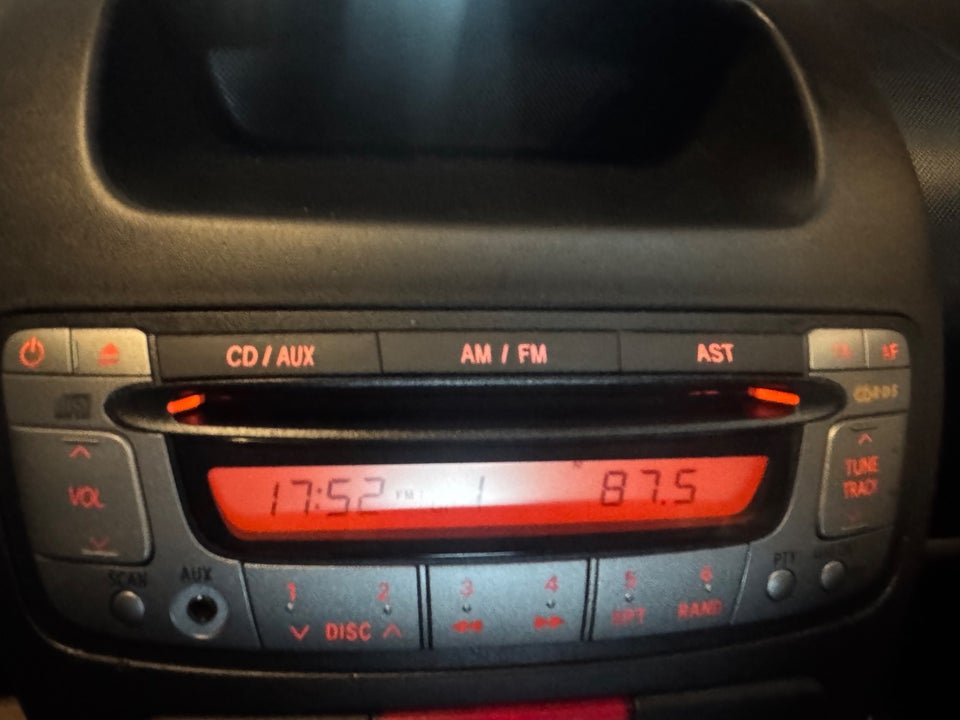 CD / AUX AM / FM AST
AF
VOL
TUNE
TRACK
17:52 FM 1 1 87.5
SCAN AUX
1 2 3 4 5 6
PTY
DISC RPT RAND